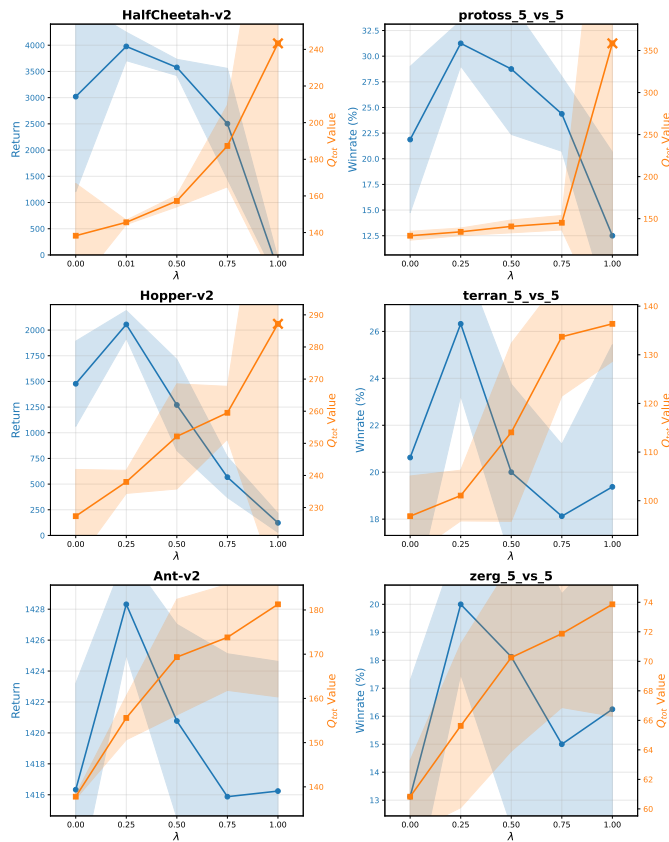 HalfCheetah-v2
4000
3500
3000
2500
2000
1500
1000
500
0
Return
240
220
200
180
160
140
Q_tot Value
0.00 0.01 0.50 0.75 1.00
λ
protoss_5_vs_5
32.5
30.0
27.5
25.0
22.5
20.0
17.5
15.0
12.5
Winrate (%)
350
300
250
200
150
Q_tot Value
0.00 0.25 0.50 0.75 1.00
λ
Hopper-v2
2000
1750
1500
1250
1000
750
500
250
0
Return
290
280
270
260
250
240
230
Q_tot Value
0.00 0.25 0.50 0.75 1.00
λ
terran_5_vs_5
26
24
22
20
18
Winrate (%)
140
130
120
110
100
Q_tot Value
0.00 0.25 0.50 0.75 1.00
λ
Ant-v2
1428
1426
1424
1422
1420
1418
1416
Return
180
170
160
150
140
Q_tot Value
0.00 0.25 0.50 0.75 1.00
λ
zerg_5_vs_5
20
19
18
17
16
15
14
13
Winrate (%)
74
72
70
68
66
64
62
60
Q_tot Value
0.00 0.25 0.50 0.75 1.00
λ